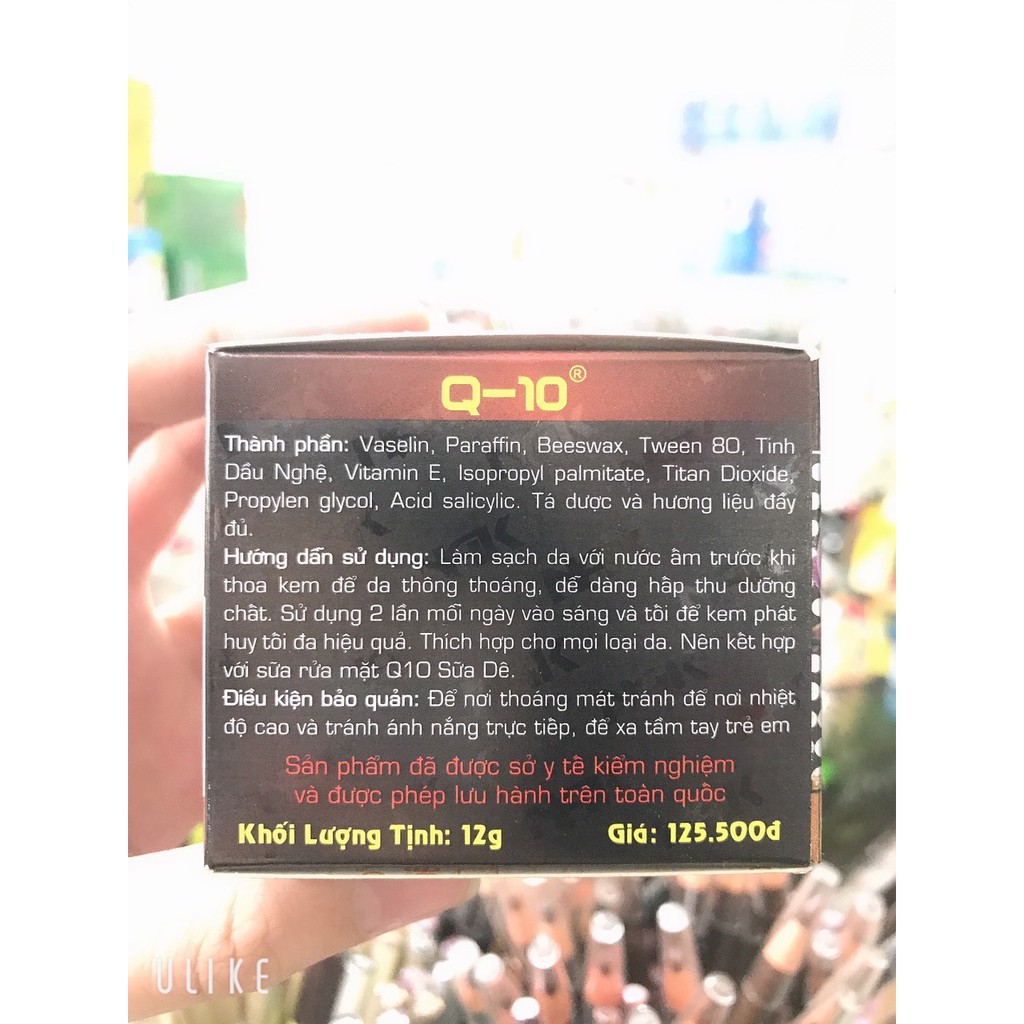 Q-10®
Thành phần: Vaselin, Paraffin, Beeswax, Tween 80, Tinh
Dầu Nghệ, Vitamin E, Isopropyl palmitate, Titan Dioxide,
Propylen glycol, Acid salicylic. Tá dược và hương liệu đầy
đủ.
Hướng dẫn sử dụng: Làm sạch da với nước ấm trước khi
thoa kem để da thông thoáng, dễ dàng hấp thu dưỡng
chất. Sử dụng 2 lần mỗi ngày vào sáng và tối để kem phát
huy tối đa hiệu quả. Thích hợp cho mọi loại da. Nên kết hợp
với sữa rửa mặt Q10 Sữa Dê.
Điều kiện bảo quản: Để nơi thoáng mát tránh để nơi nhiệt
độ cao và tránh ánh nắng trực tiếp, để xa tầm tay trẻ em
Sản phẩm đã được sở y tế kiểm nghiệm
và được phép lưu hành trên toàn quốc
Khối Lượng Tịnh: 12g Giá: 125.500đ
ULIKE